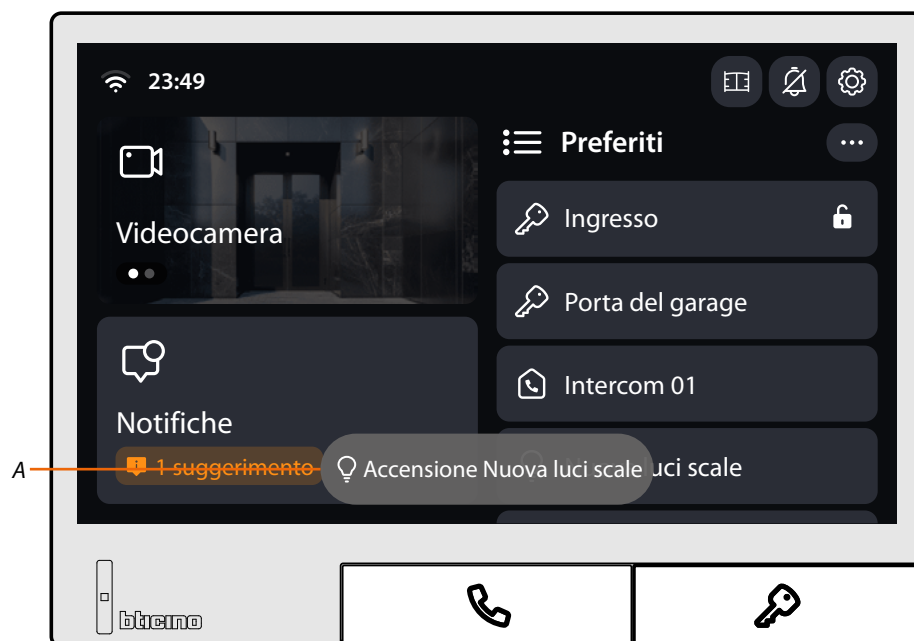 23:49
Preferiti
Videocamera
Ingresso
Porta del garage
Intercom 01
Notifiche
1 suggerimento
Accensione Nuova luci scale
uci scale
A
bticino